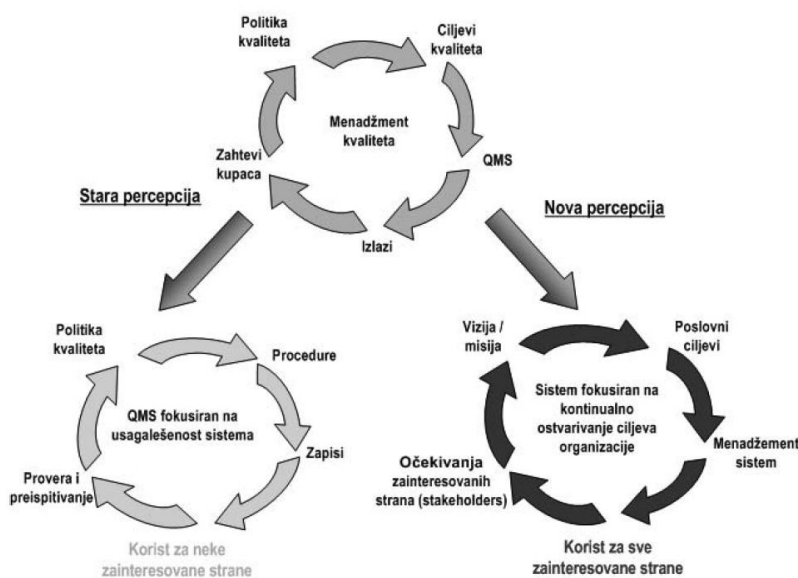 Politika
kvaliteta
Ciljevi
kvaliteta
Menadžment
kvaliteta
Zahtevi
kupaca
QMS
Izlazi
Stara percepcija
Nova percepcija
Politika
kvaliteta
Procedure
QMS fokusiran na
usagalešenost sistema
Zapisi
Provera i
preispitivanje
Korist za neke
zainteresovane strane
Vizija /
misija
Poslovni
ciljevi
Sistem fokusiran na
kontinualno
ostvarivanje ciljeva
organizacije
Menadžement
sistem
Očekivanja
zainteresovanih
strana (stakeholders)
Korist za sve
zainteresovane strane